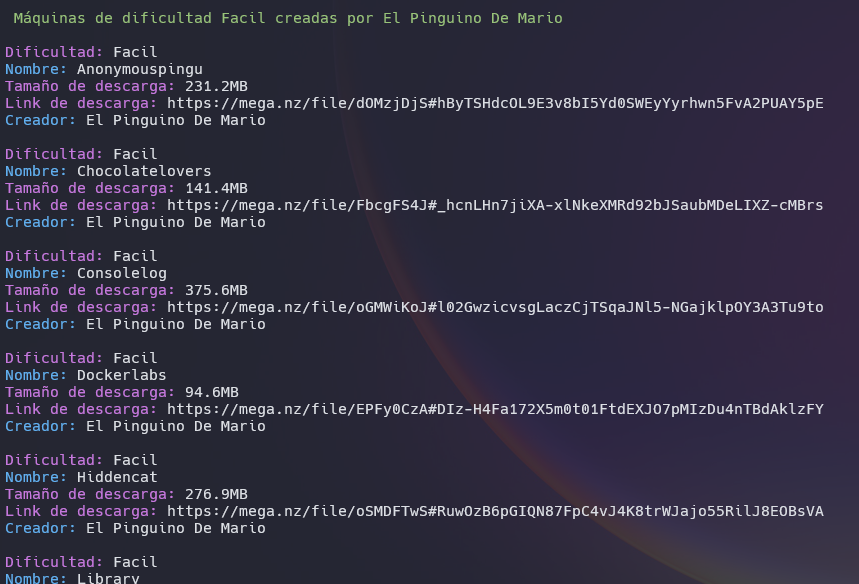 Máquinas de dificultad Facil creadas por El Pinguino De Mario
Dificultad: Facil
Nombre: Anonymouspingu
Tamaño de descarga: 231.2MB
Link de descarga: https://mega.nz/file/dOMzjDjS#hByTSHdcOL9E3v8bI5Yd0SWEyYyrhwn5FvA2PUAY5pE
Creador: El Pinguino De Mario
Dificultad: Facil
Nombre: Chocolatelovers
Tamaño de descarga: 141.4MB
Link de descarga: https://mega.nz/file/FbcgFS4J#_hcnLHn7jiXA-xlNkeXMRd92bJSaubMDeLIXZ-cMBrs
Creador: El Pinguino De Mario
Dificultad: Facil
Nombre: Consolelog
Tamaño de descarga: 375.6MB
Link de descarga: https://mega.nz/file/oGMWiKoJ#l02GwzicvsgLaczCjTSqaJNl5-NGajklpOY3A3Tu9to
Creador: El Pinguino De Mario
Dificultad: Facil
Nombre: Dockerlabs
Tamaño de descarga: 94.6MB
Link de descarga: https://mega.nz/file/EPFy0CzA#DIz-H4Fa172X5m0t01FtdEXJO7pMIzDu4nTBdAklzFY
Creador: El Pinguino De Mario
Dificultad: Facil
Nombre: Hiddencat
Tamaño de descarga: 276.9MB
Link de descarga: https://mega.nz/file/oSMDFTwS#RuwOzB6pGIQN87FpC4vJ4K8trWJajo55RilJ8EOBsVA
Creador: El Pinguino De Mario
Dificultad: Facil
Nombre: Library